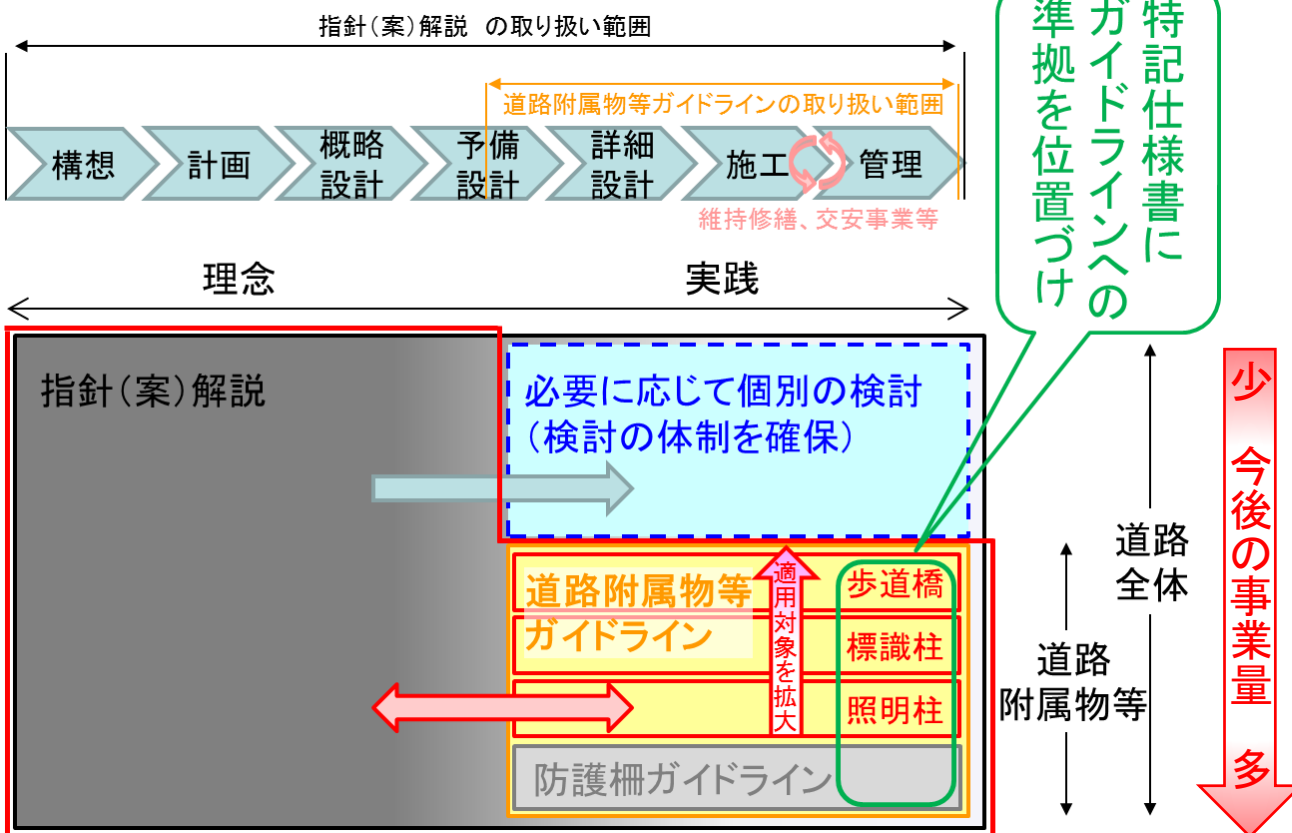 指針(案)解説 の取り扱い範囲
道路附属物等ガイドラインの取り扱い範囲
構想
計画
概略
設計
予備
設計
詳細
設計
施工
管理
維持修繕、交安事業等
特記仕様書に
ガイドラインへの
準拠を位置づけ
理念
実践
指針(案)解説
必要に応じて個別の検討
(検討の体制を確保)
道路附属物等
ガイドライン
適用対象を拡大
歩道橋
標識柱
照明柱
防護柵ガイドライン
道路
附属物等
道路
全体
少 今後の事業量 多